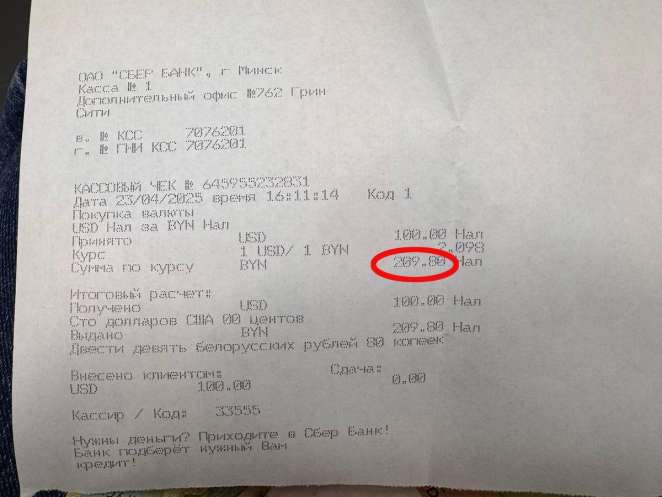 ОАО "СБЕР БАНК", г Минск
Касса № 1
Дополнительный офис №762 Грин
Сити
в. № КСС 7076201
г. № ГНИ КСС 7076201
КАССОВЫЙ ЧЕК № 645955232831
Дата 23/04/2025 время 16:11:14 Код 1
Покупка валюты
USD Нал за BYN Нал
Принято USD 100.00 Нал
Курс 1 USD/ 1 BYN 2.098
Сумма по курсу BYN 209.80 Нал
Итоговый расчет:
Получено USD 100.00 Нал
Сто долларов США 00 центов
Выдано BYN 209.80 Нал
Двести девять белорусских рублей 80 копеек
Внесено клиентом: Сдача:
USD 100.00 0.00
Кассир / Код: 33555
Нужны деньги? Приходите в Сбер Банк!
Банк подберет нужный Вам
кредит!